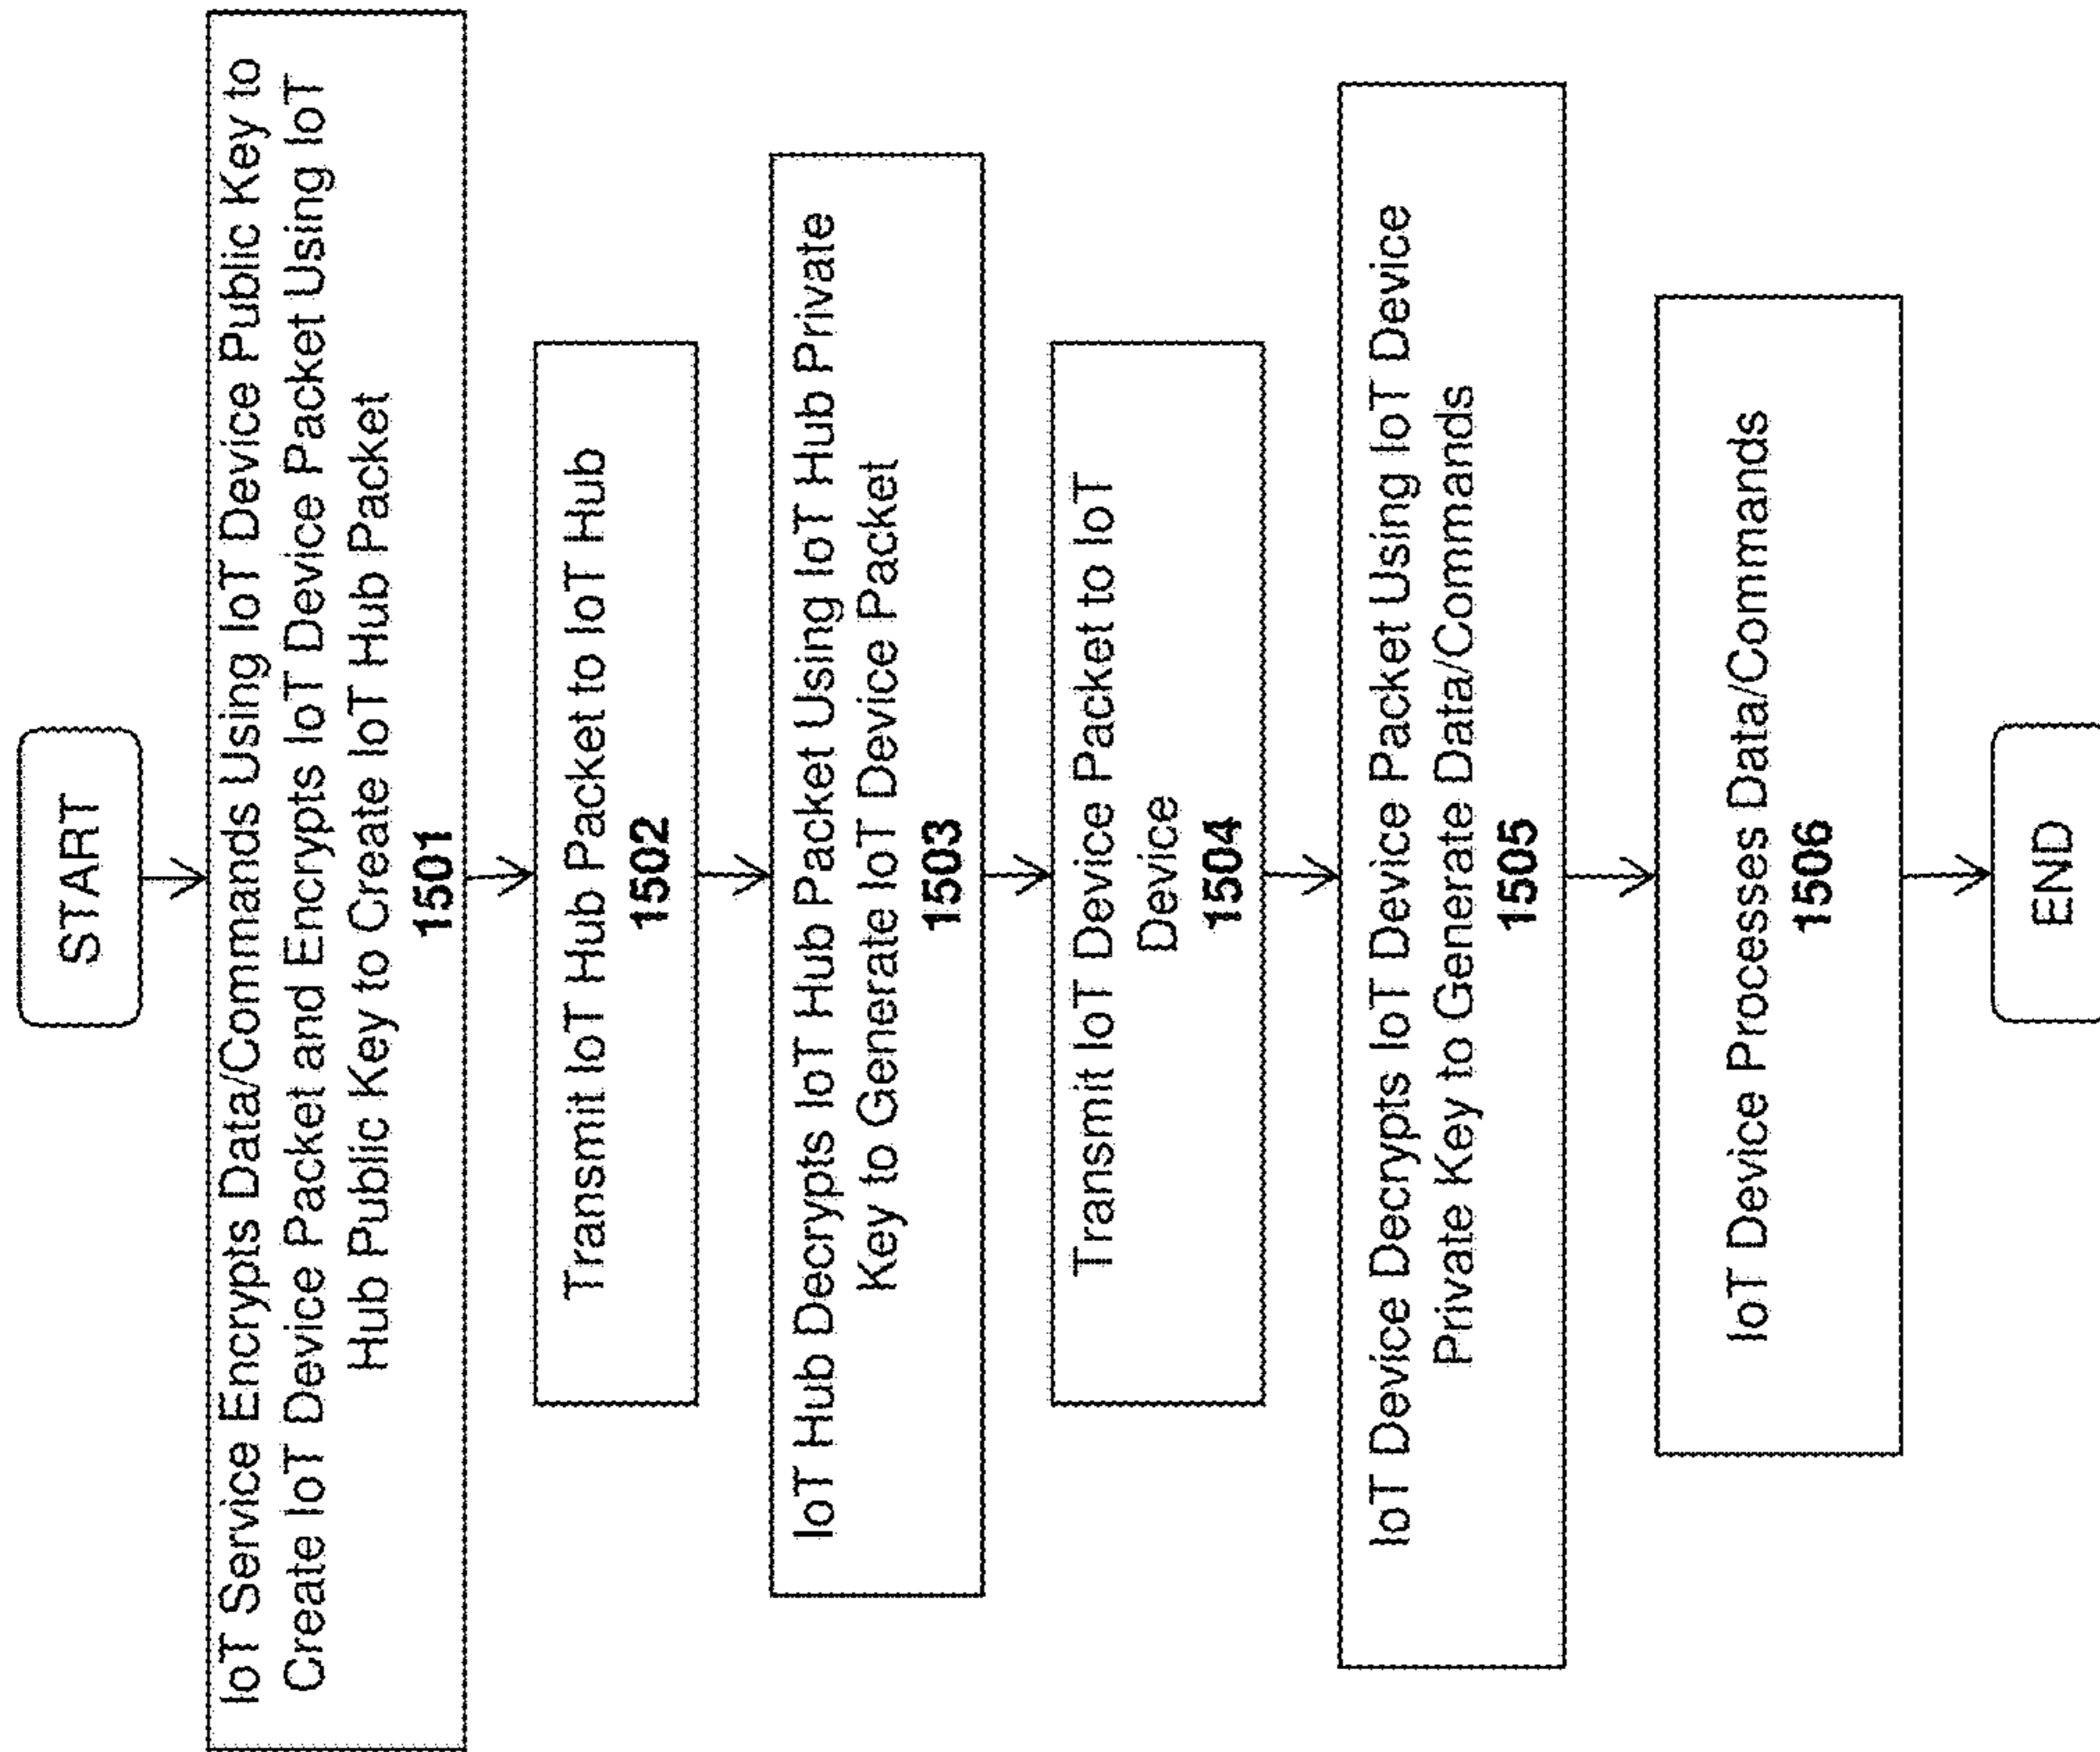 START
IoT Service Encrypts Data/Commands Using IoT Device Public Key to
Create IoT Device Packet and Encrypts IoT Device Packet Using IoT
Hub Public Key to Create IoT Hub Packet
1501
Transmit IoT Hub Packet to IoT Hub
1502
IoT Hub Decrypts IoT Hub Packet Using IoT Hub Private
Key to Generate IoT Device Packet
1503
Transmit IoT Device Packet to IoT
Device
1504
IoT Device Decrypts IoT Device Packet Using IoT Device
Private Key to Generate Data/Commands
1505
IoT Device Processes Data/Commands
1506
END